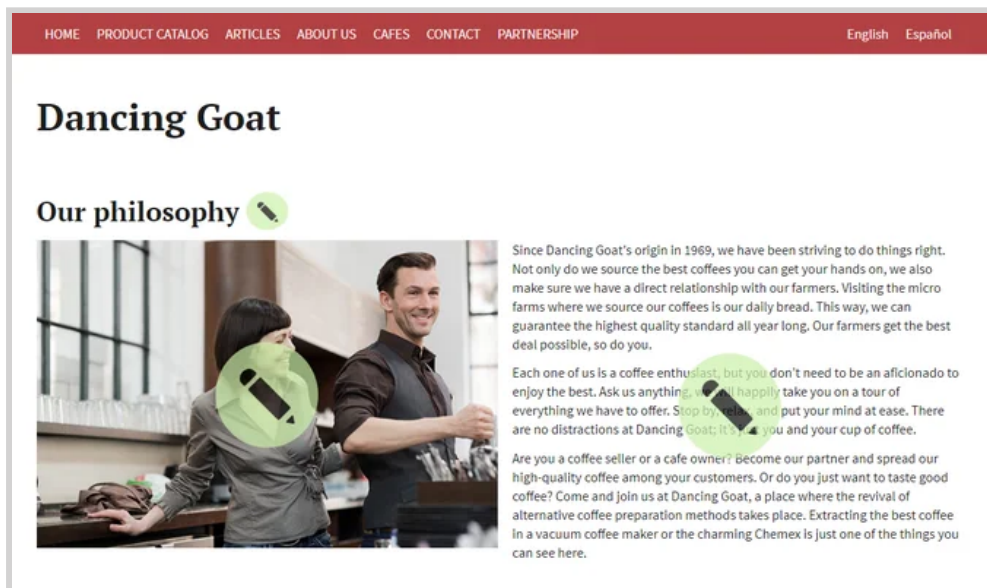 HOME PRODUCT CATALOG ARTICLES ABOUT US CAFES CONTACT PARTNERSHIP English Español
Dancing Goat
Our philosophy
Since Dancing Goat's origin in 1969, we have been striving to do things right.
Not only do we source the best coffees you can get your hands on, we also
make sure we have a direct relationship with our farmers. Visiting the micro
farms where we source our coffees is our daily bread. This way, we can
guarantee the highest quality standard all year long. Our farmers get the best
deal possible, so do you.
Each one of us is a coffee enthusiast, but you don't need to be an aficionado to
enjoy the best. Ask us anything, we will happily take you on a tour of
everything we have to offer. Stop by, relax, and put your mind at ease. There
are no distractions at Dancing Goat; it's just you and your cup of coffee.
Are you a coffee seller or a cafe owner? Become our partner and spread our
high-quality coffee among your customers. Or do you just want to taste good
coffee? Come and join us at Dancing Goat, a place where the revival of
alternative coffee preparation methods takes place. Extracting the best coffee
in a vacuum coffee maker or the charming Chemex is just one of the things you
can see here.